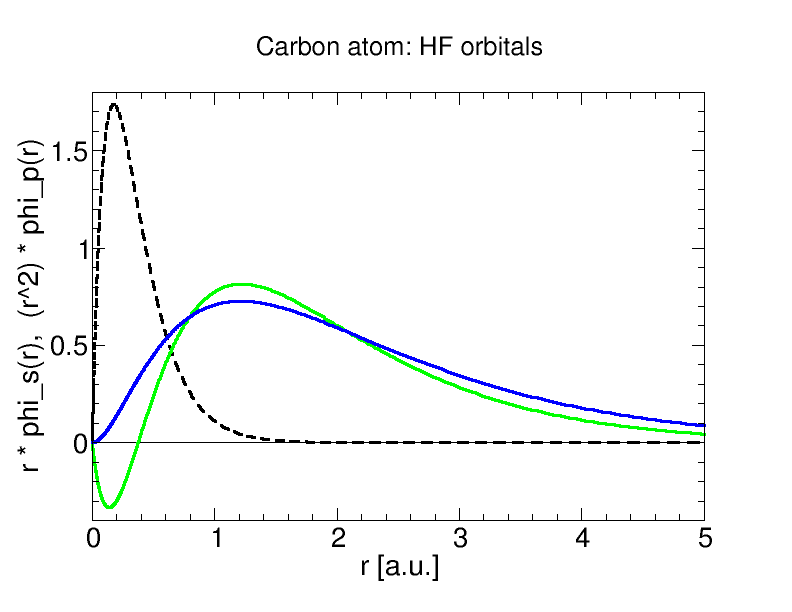 Carbon atom: HF orbitals
r * phi_s(r), (r^2) * phi_p(r)
1.5
1
0.5
0
0 1 2 3 4 5
r [a.u.]